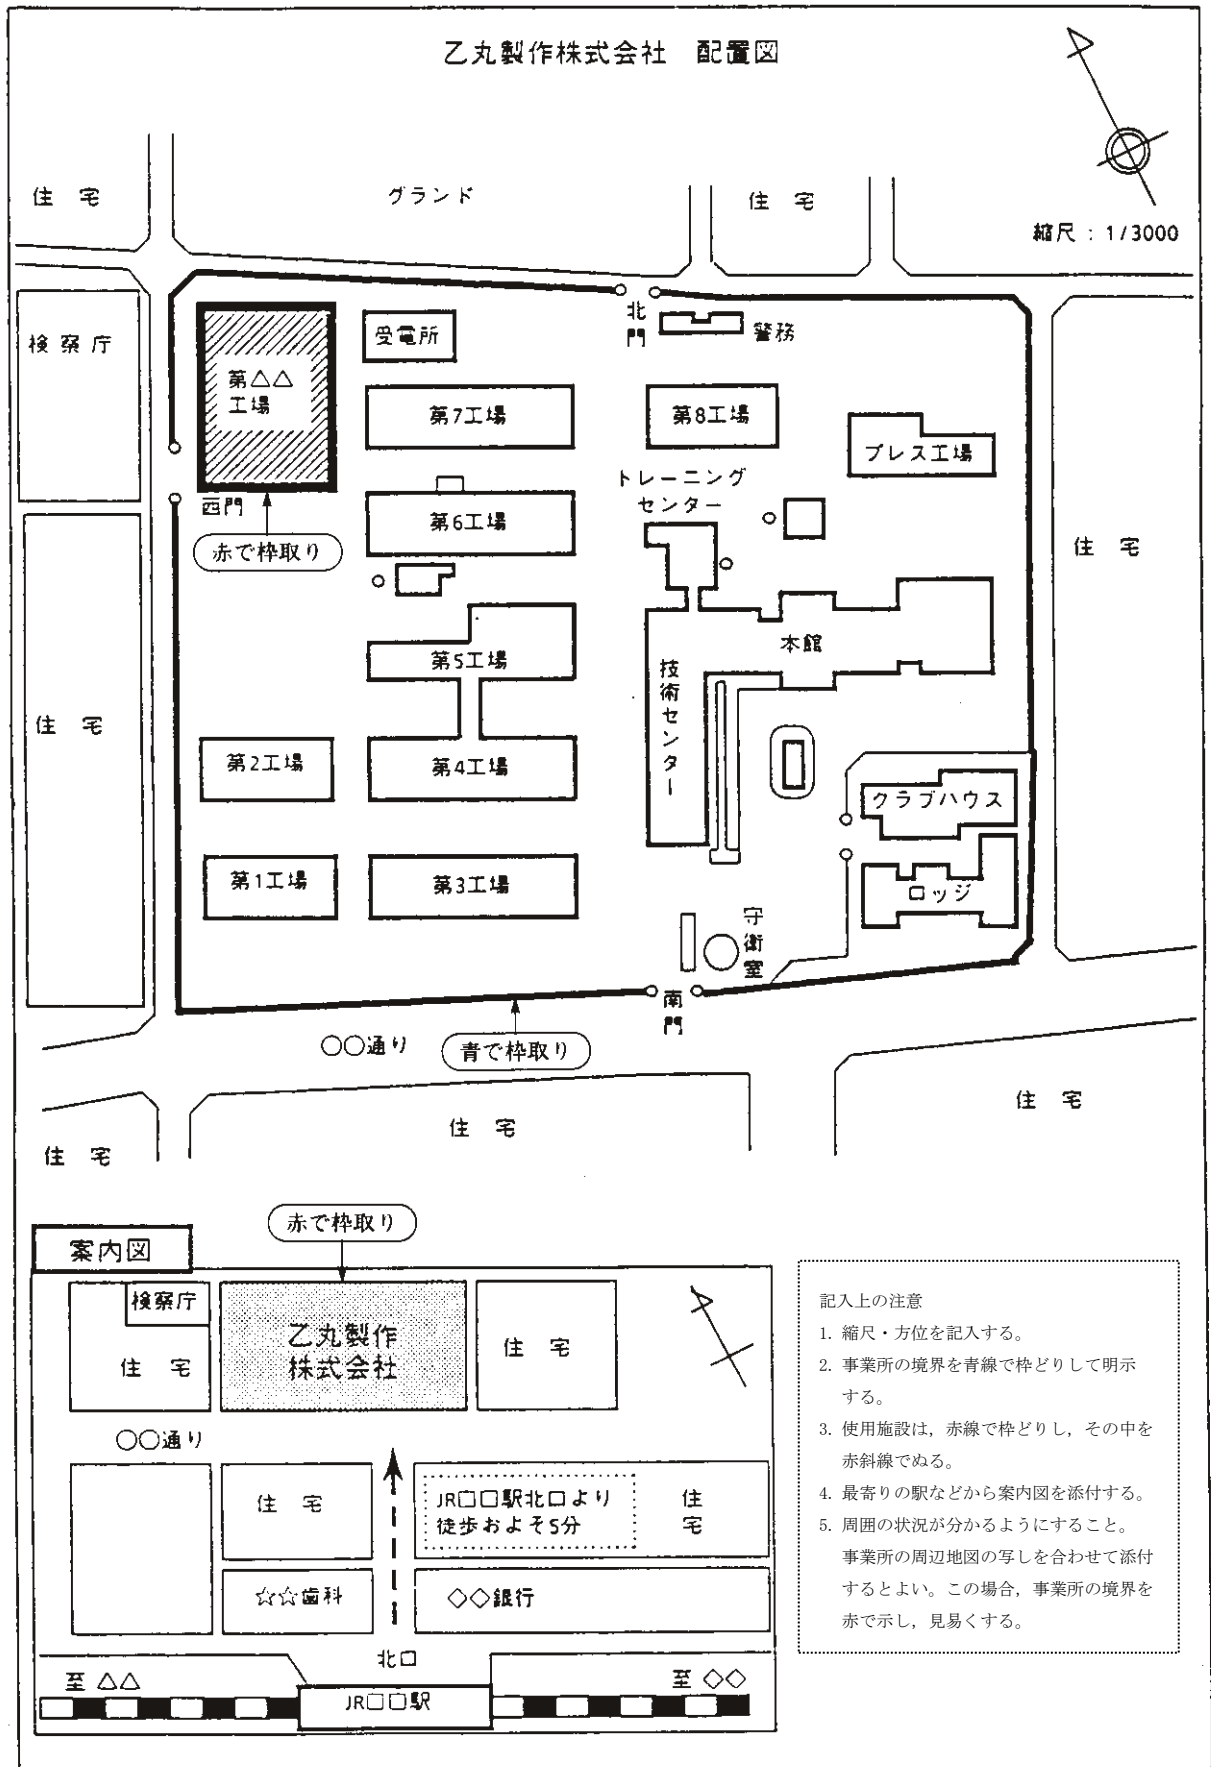 乙丸製作株式会社 配置図
縮尺：1/3000
住 宅
グランド
住 宅
検察庁
第△△
工場
受電所
北
門
警務
第7工場
第8工場
プレス工場
西門
赤で枠取り
第6工場
トレーニング
センター
住 宅
本館
第5工場
技
術
セ
ン
タ
ー
住 宅
第2工場
第4工場
クラブハウス
第1工場
第3工場
ロッジ
守
衛
室
南
門
○○通り
青で枠取り
住 宅
住 宅
住 宅
案内図
赤で枠取り
検察庁
住 宅
乙丸製作
株式会社
住 宅
○○通り
住 宅
JR□□駅北口より
徒歩およそ5分
住
宅
☆☆歯科
◇◇銀行
北口
至 △△
至 ◇◇
JR□□駅
記入上の注意
1. 縮尺・方位を記入する。
2. 事業所の境界を青線で枠どりして明示
する。
3. 使用施設は，赤線で枠どりし，その中を
赤斜線でぬる。
4. 最寄りの駅などから案内図を添付する。
5. 周囲の状況が分かるようにすること。
事業所の周辺地図の写しを合わせて添付
するとよい。この場合，事業所の境界を
赤で示し，見易くする。